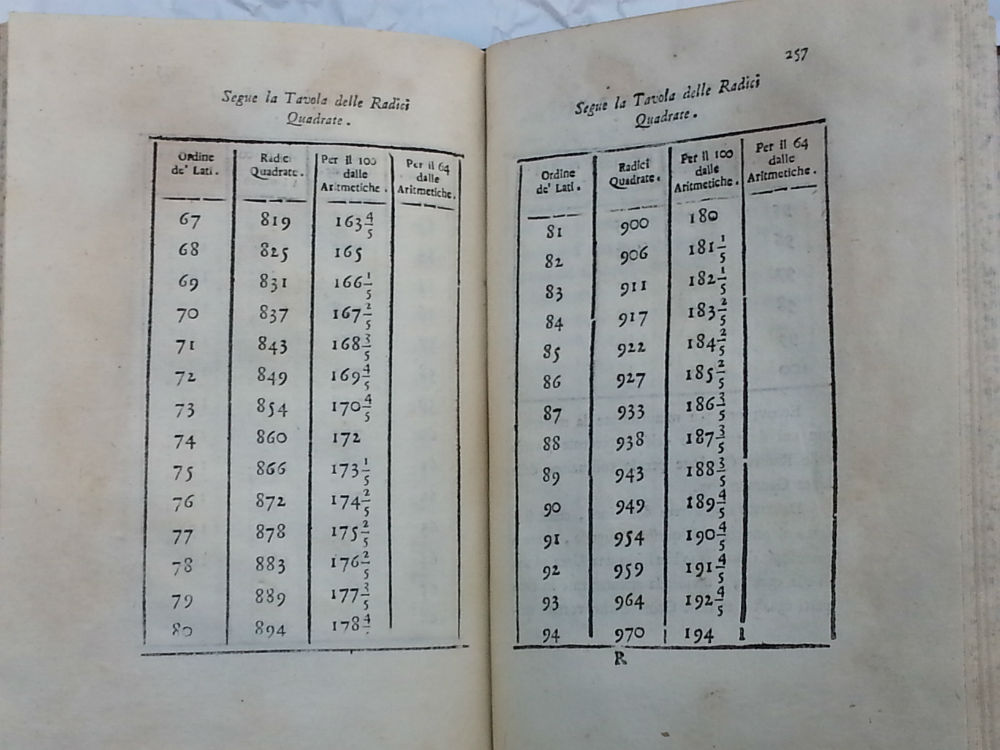 Segue la Tavola delle Radici
Quadrate.
Ordine de' Lati. Radici Quadrate. Per il 100 dalle Aritmetiche. Per il 64 dalle Aritmetiche.
67 819 163 4/5
68 825 165
69 831 166 1/5
70 837 167 2/5
71 843 168 3/5
72 849 169 4/5
73 854 170 4/5
74 860 172
75 866 173 1/5
76 872 174 2/5
77 878 175 2/5
78 883 176 2/5
79 889 177 3/5
80 894 178 4/5
257
Segue la Tavola delle Radici
Quadrate.
Ordine de' Lati. Radici Quadrate. Per il 100 dalle Aritmetiche. Per il 64 dalle Aritmetiche.
81 900 180
82 906 181 1/5
83 911 182 1/5
84 917 183 2/5
85 922 184 2/5
86 927 185 2/5
87 933 186 3/5
88 938 187 3/5
89 943 188 3/5
90 949 189 4/5
91 954 190 4/5
92 959 191 4/5
93 964 192 4/5
94 970 194
R